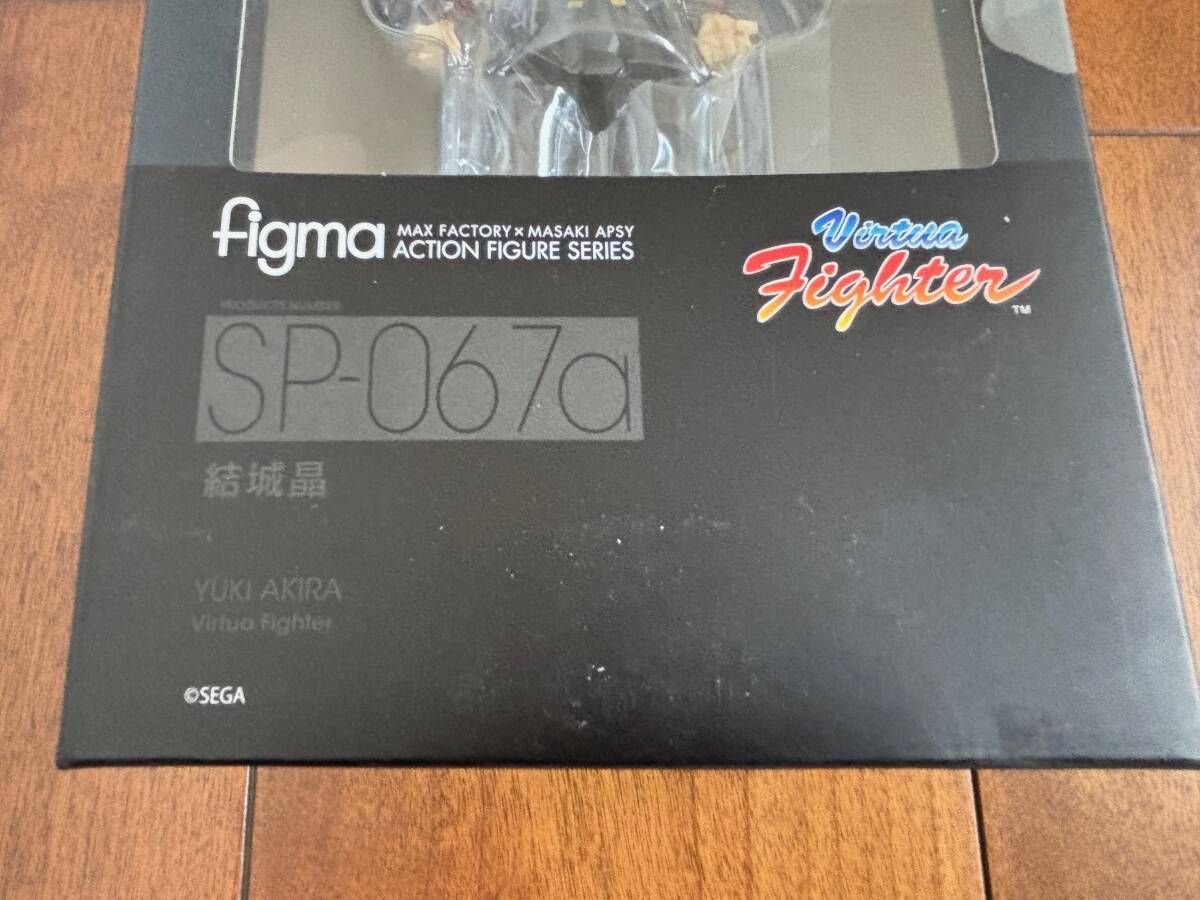 figma
MAX FACTORY × MASAKI APSY
ACTION FIGURE SERIES
Virtua
Fighter
TM
PRODUCTS NUMBER
SP-067a
結城晶
YUKI AKIRA
Virtua Fighter
©SEGA